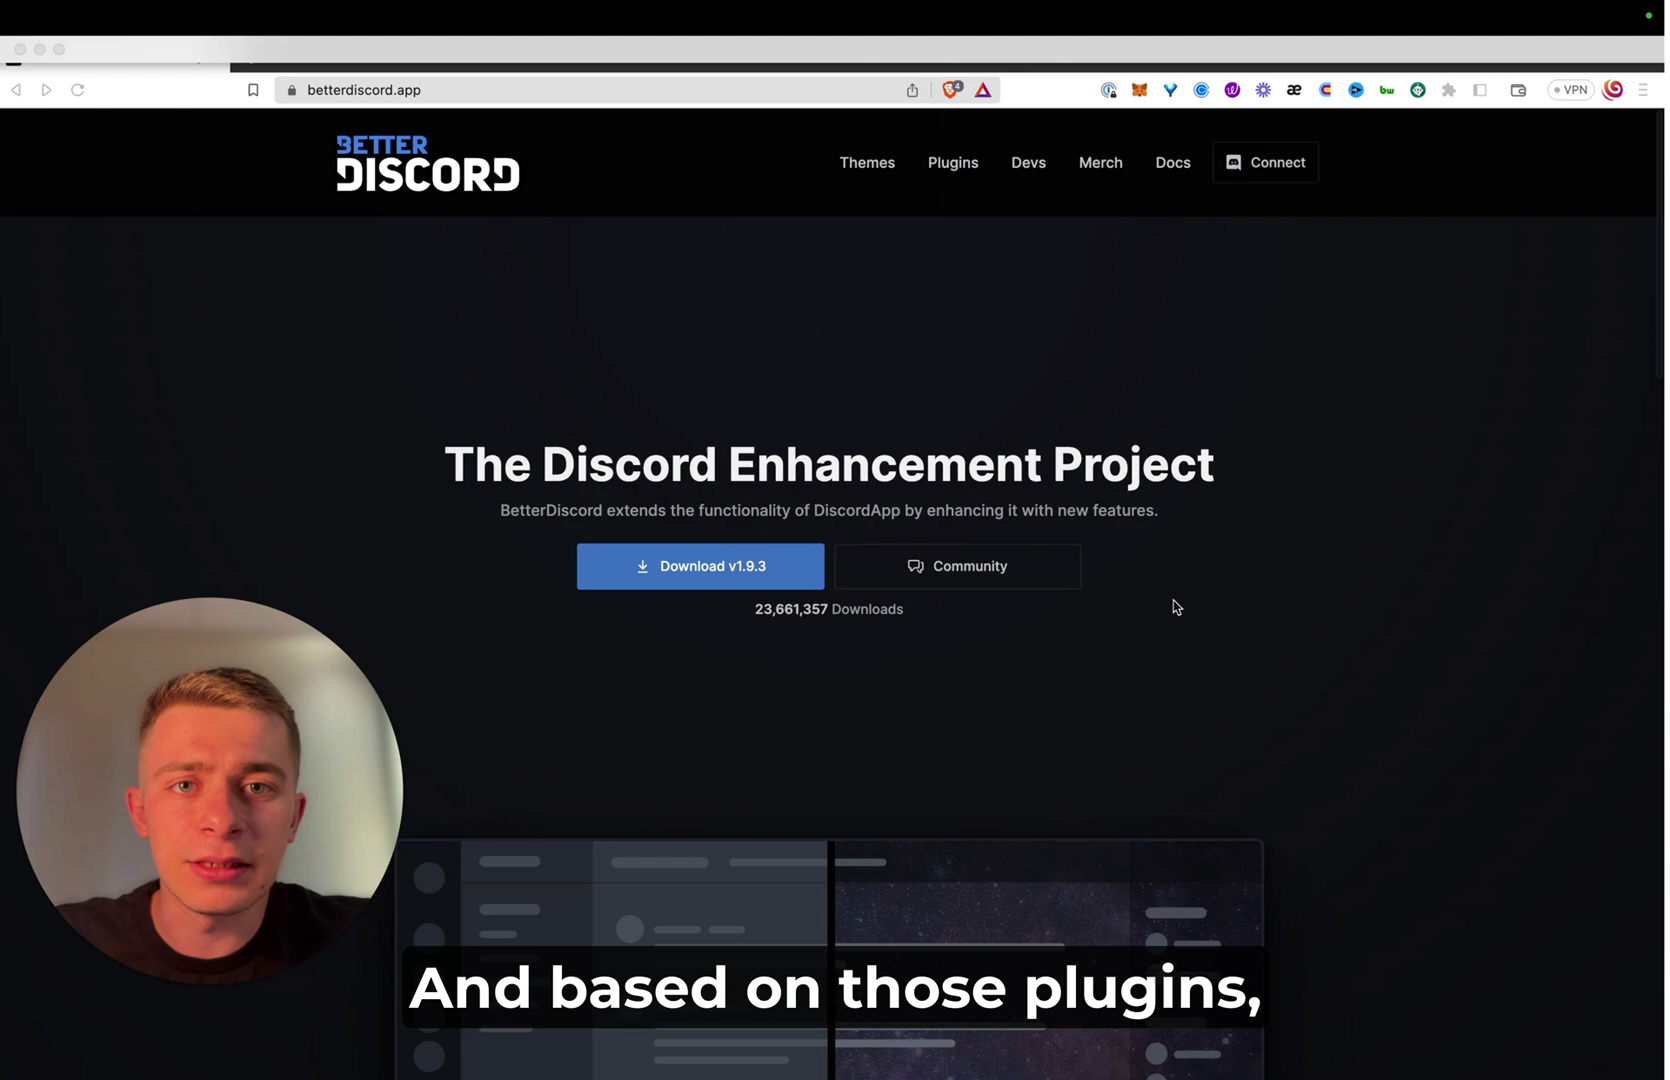 betterdiscord.app
4
æ
bw
VPN
BETTER
DISCORD
Themes
Plugins
Devs
Merch
Docs
Connect
The Discord Enhancement Project
BetterDiscord extends the functionality of DiscordApp by enhancing it with new features.
Download v1.9.3
Community
23,661,357 Downloads
And based on those plugins,